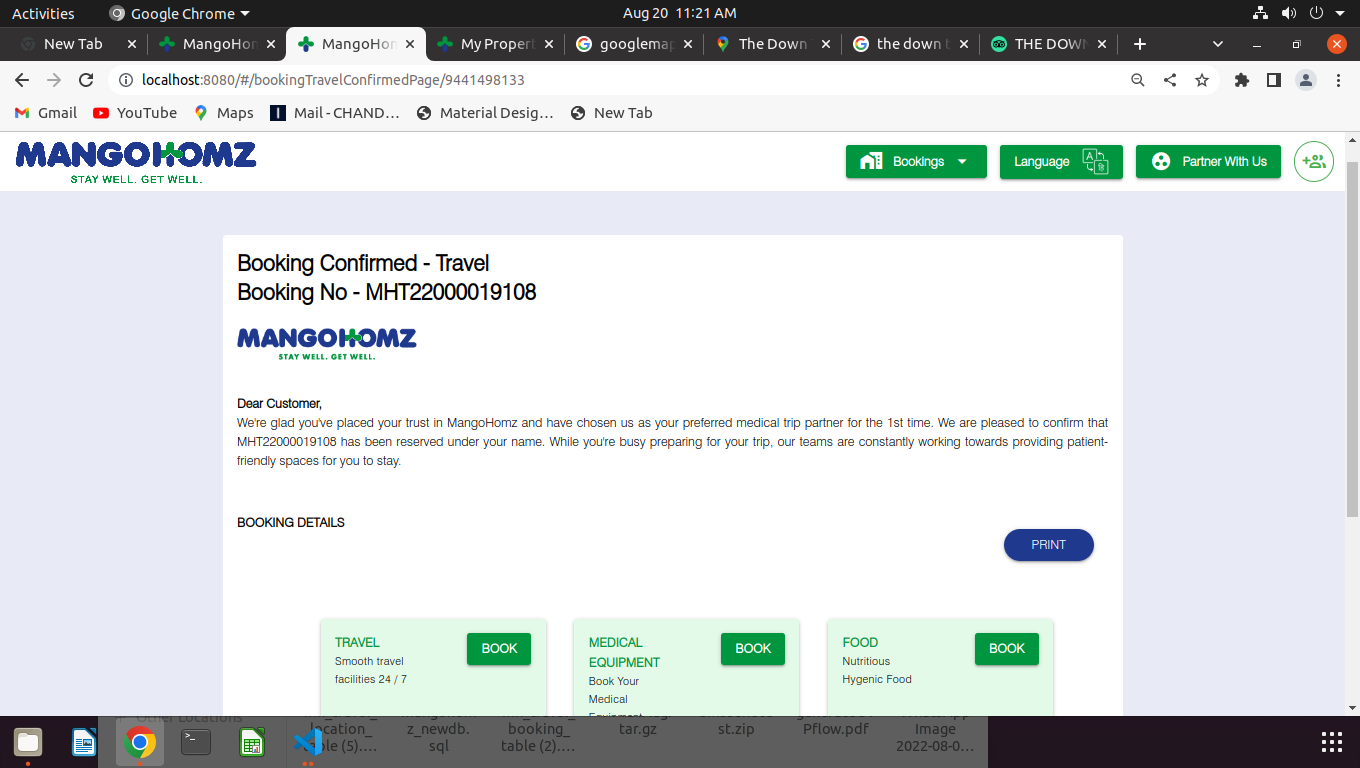 Activities
Google Chrome
Aug 20 11:21 AM
New Tab
MangoHom
MangoHom
My Propert
googlemap
The Down
the down t
THE DOWN
localhost:8080/#/bookingTravelConfirmedPage/9441498133
Gmail
YouTube
Maps
Mail - CHAND…
Material Desig…
New Tab
MANGOHOMZ
STAY WELL. GET WELL.
Bookings
Language
Partner With Us
Booking Confirmed - Travel
Booking No - MHT22000019108
MANGOHOMZ
STAY WELL. GET WELL.
Dear Customer,
We're glad you've placed your trust in MangoHomz and have chosen us as your preferred medical trip partner for the 1st time. We are pleased to confirm that
MHT22000019108 has been reserved under your name. While you're busy preparing for your trip, our teams are constantly working towards providing patient-
friendly spaces for you to stay.
BOOKING DETAILS
PRINT
TRAVEL
BOOK
Smooth travel
facilities 24 / 7
MEDICAL
EQUIPMENT
BOOK
Book Your
Medical
Equipment
FOOD
BOOK
Nutritious
Hygenic Food
Other Locations
location_
table (5).…
z_newdb.
sql
booking_
table (2).…
tar.gz
st.zip
Pflow.pdf
Image
2022-08-0…